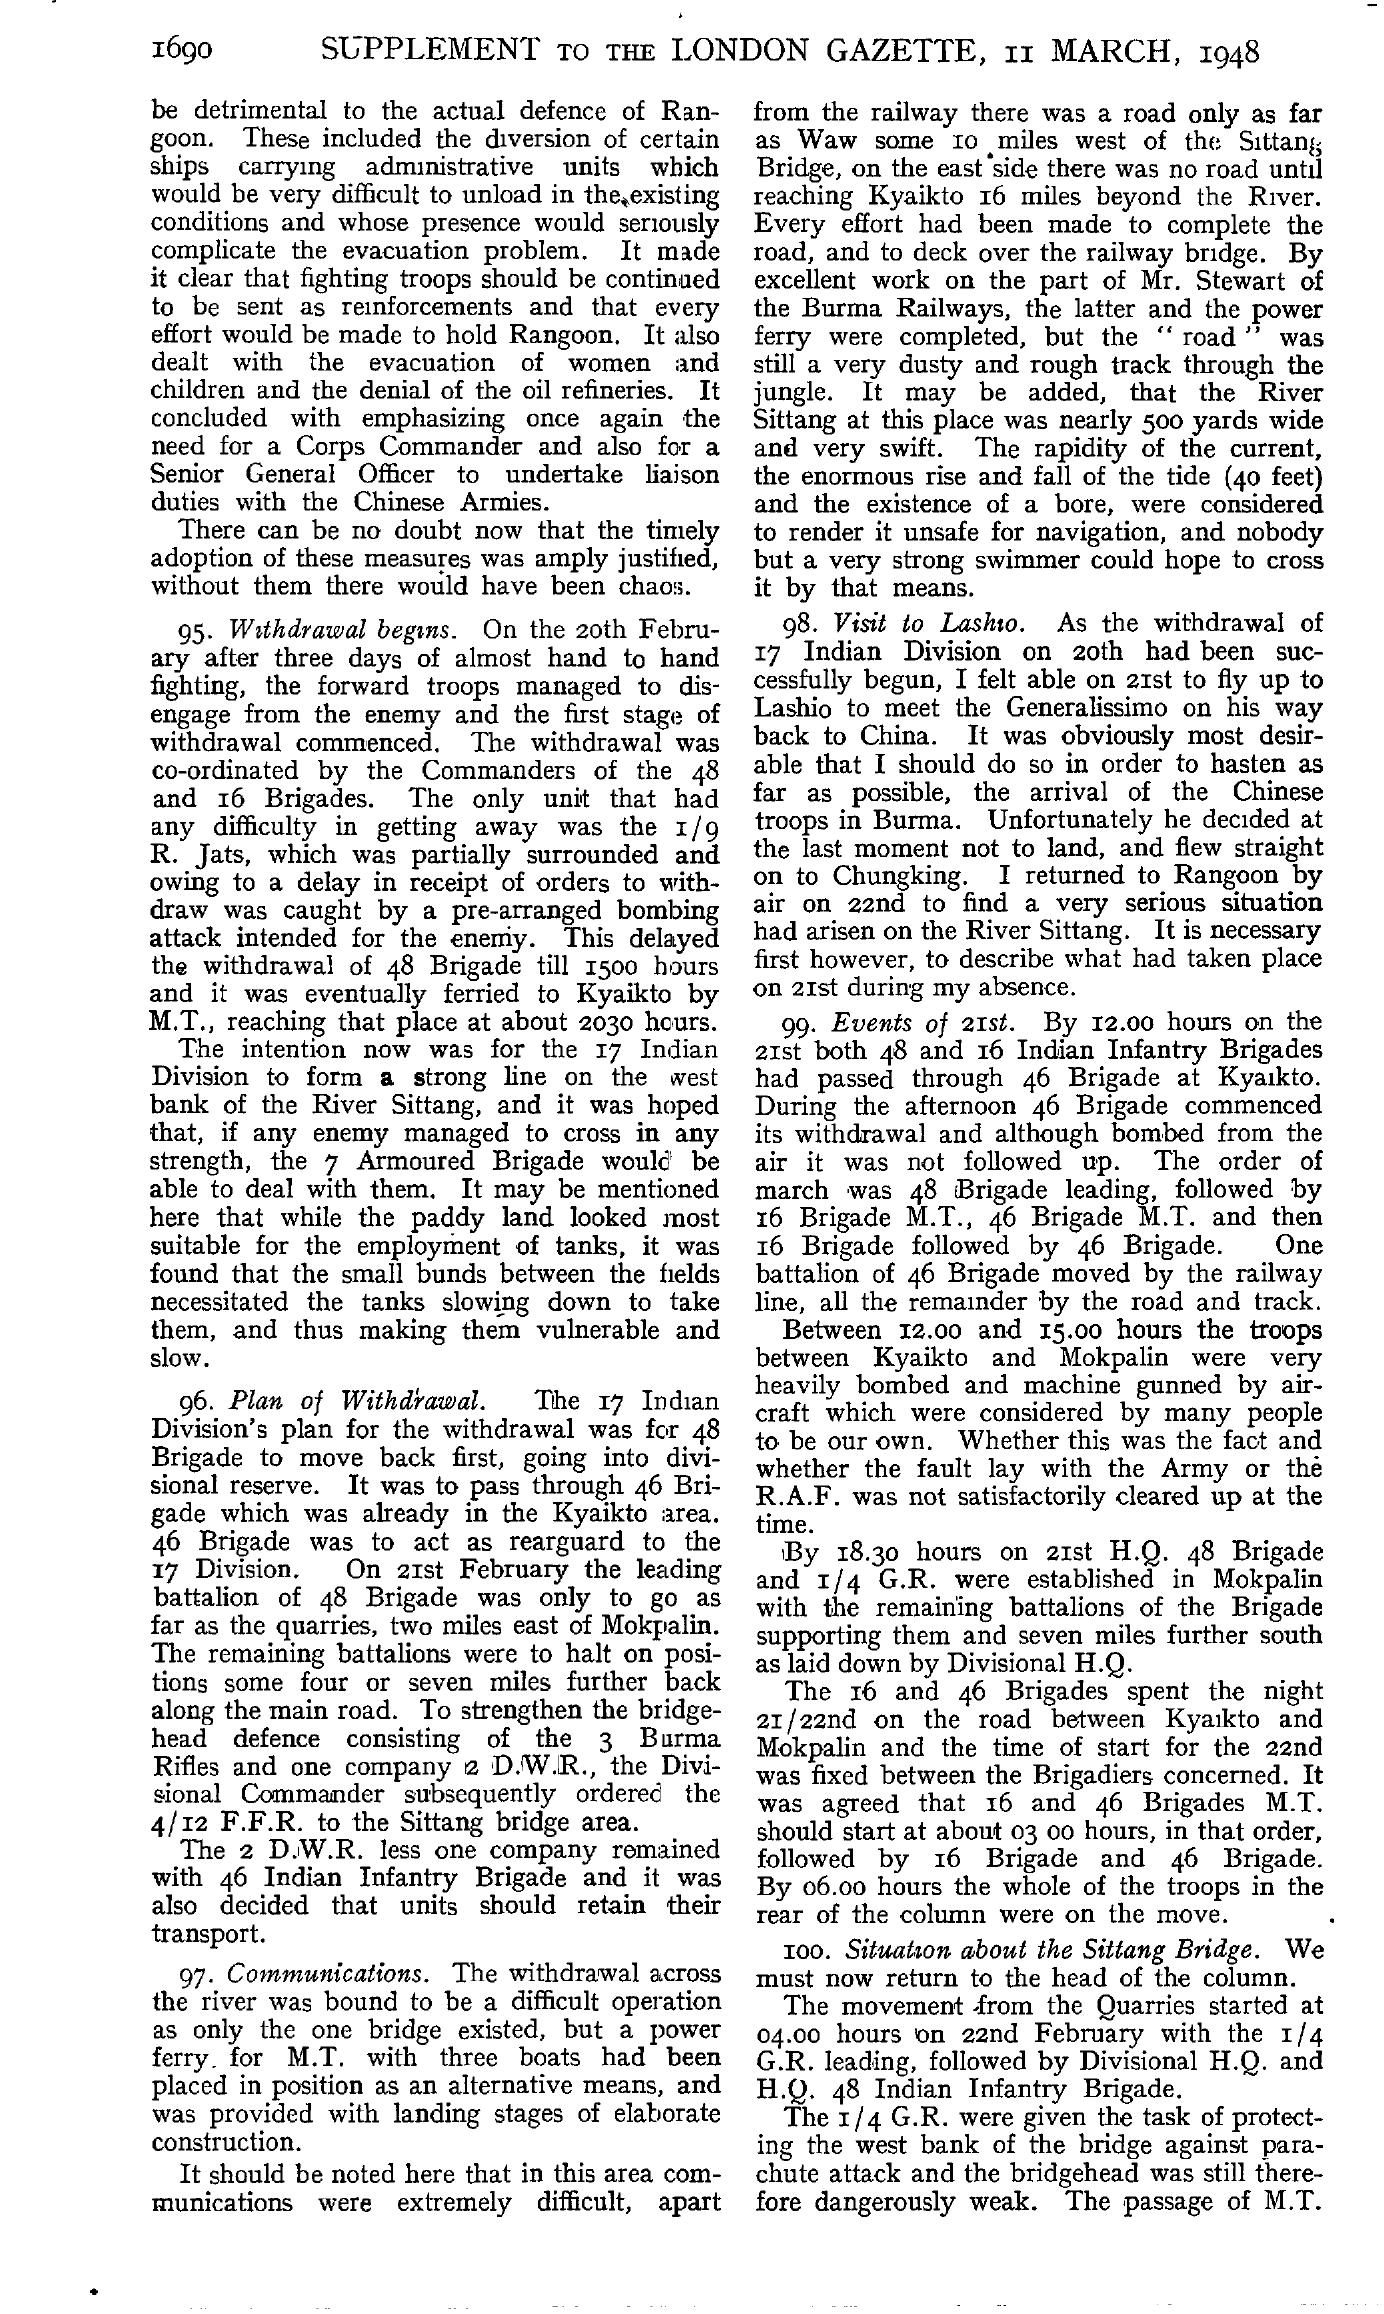 1690 SUPPLEMENT TO THE LONDON GAZETTE, 11 MARCH, 1948
be detrimental to the actual defence of Ran-
goon. These included the diversion of certain
ships carrying administrative units which
would be very difficult to unload in the existing
conditions and whose presence would seriously
complicate the evacuation problem. It made
it clear that fighting troops should be continued
to be sent as reinforcements and that every
effort would be made to hold Rangoon. It also
dealt with the evacuation of women and
children and the denial of the oil refineries. It
concluded with emphasizing once again the
need for a Corps Commander and also for a
Senior General Officer to undertake liaison
duties with the Chinese Armies.
There can be no doubt now that the timely
adoption of these measures was amply justified,
without them there would have been chaos.
95. Withdrawal begins. On the 20th Febru-
ary after three days of almost hand to hand
fighting, the forward troops managed to dis-
engage from the enemy and the first stage of
withdrawal commenced. The withdrawal was
co-ordinated by the Commanders of the 48
and 16 Brigades. The only unit that had
any difficulty in getting away was the 1/9
R. Jats, which was partially surrounded and
owing to a delay in receipt of orders to with-
draw was caught by a pre-arranged bombing
attack intended for the enemy. This delayed
the withdrawal of 48 Brigade till 1500 hours
and it was eventually ferried to Kyaikto by
M.T., reaching that place at about 2030 hours.
The intention now was for the 17 Indian
Division to form a strong line on the west
bank of the River Sittang, and it was hoped
that, if any enemy managed to cross in any
strength, the 7 Armoured Brigade would be
able to deal with them. It may be mentioned
here that while the paddy land looked most
suitable for the employment of tanks, it was
found that the small bunds between the fields
necessitated the tanks slowing down to take
them, and thus making them vulnerable and
slow.
96. Plan of Withdrawal. The 17 Indian
Division's plan for the withdrawal was for 48
Brigade to move back first, going into divi-
sional reserve. It was to pass through 46 Bri-
gade which was already in the Kyaikto area.
46 Brigade was to act as rearguard to the
17 Division. On 21st February the leading
battalion of 48 Brigade was only to go as
far as the quarries, two miles east of Mokpalin.
The remaining battalions were to halt on posi-
tions some four or seven miles further back
along the main road. To strengthen the bridge-
head defence consisting of the 3 Burma
Rifles and one company 2 D.W.R., the Divi-
sional Commander subsequently ordered the
4/12 F.F.R. to the Sittang bridge area.
The 2 D.W.R. less one company remained
with 46 Indian Infantry Brigade and it was
also decided that units should retain their
transport.
97. Communications. The withdrawal across
the river was bound to be a difficult operation
as only the one bridge existed, but a power
ferry for M.T. with three boats had been
placed in position as an alternative means, and
was provided with landing stages of elaborate
construction.
It should be noted here that in this area com-
munications were extremely difficult, apart
from the railway there was a road only as far
as Waw some 10 miles west of the Sittang
Bridge, on the east side there was no road until
reaching Kyaikto 16 miles beyond the River.
Every effort had been made to complete the
road, and to deck over the railway bridge. By
excellent work on the part of Mr. Stewart of
the Burma Railways, the latter and the power
ferry were completed, but the " road " was
still a very dusty and rough track through the
jungle. It may be added, that the River
Sittang at this place was nearly 500 yards wide
and very swift. The rapidity of the current,
the enormous rise and fall of the tide (40 feet)
and the existence of a bore, were considered
to render it unsafe for navigation, and nobody
but a very strong swimmer could hope to cross
it by that means.
98. Visit to Lashio. As the withdrawal of
17 Indian Division on 20th had been suc-
cessfully begun, I felt able on 21st to fly up to
Lashio to meet the Generalissimo on his way
back to China. It was obviously most desir-
able that I should do so in order to hasten as
far as possible, the arrival of the Chinese
troops in Burma. Unfortunately he decided at
the last moment not to land, and flew straight
on to Chungking. I returned to Rangoon by
air on 22nd to find a very serious situation
had arisen on the River Sittang. It is necessary
first however, to describe what had taken place
on 21st during my absence.
99. Events of 21st. By 12.00 hours on the
21st both 48 and 16 Indian Infantry Brigades
had passed through 46 Brigade at Kyaikto.
During the afternoon 46 Brigade commenced
its withdrawal and although bombed from the
air it was not followed up. The order of
march was 48 Brigade leading, followed by
16 Brigade M.T., 46 Brigade M.T. and then
16 Brigade followed by 46 Brigade. One
battalion of 46 Brigade moved by the railway
line, all the remainder by the road and track.
Between 12.00 and 15.00 hours the troops
between Kyaikto and Mokpalin were very
heavily bombed and machine gunned by air-
craft which were considered by many people
to be our own. Whether this was the fact and
whether the fault lay with the Army or the
R.A.F. was not satisfactorily cleared up at the
time.
By 18.30 hours on 21st H.Q. 48 Brigade
and 1/4 G.R. were established in Mokpalin
with the remaining battalions of the Brigade
supporting them and seven miles further south
as laid down by Divisional H.Q.
The 16 and 46 Brigades spent the night
21/22nd on the road between Kyaikto and
Mokpalin and the time of start for the 22nd
was fixed between the Brigadiers concerned. It
was agreed that 16 and 46 Brigades M.T.
should start at about 03 00 hours, in that order,
followed by 16 Brigade and 46 Brigade.
By 06.00 hours the whole of the troops in the
rear of the column were on the move.
100. Situation about the Sittang Bridge. We
must now return to the head of the column.
The movement from the Quarries started at
04.00 hours on 22nd February with the 1/4
G.R. leading, followed by Divisional H.Q. and
H.Q. 48 Indian Infantry Brigade.
The 1/4 G.R. were given the task of protect-
ing the west bank of the bridge against para-
chute attack and the bridgehead was still there-
fore dangerously weak. The passage of M.T.